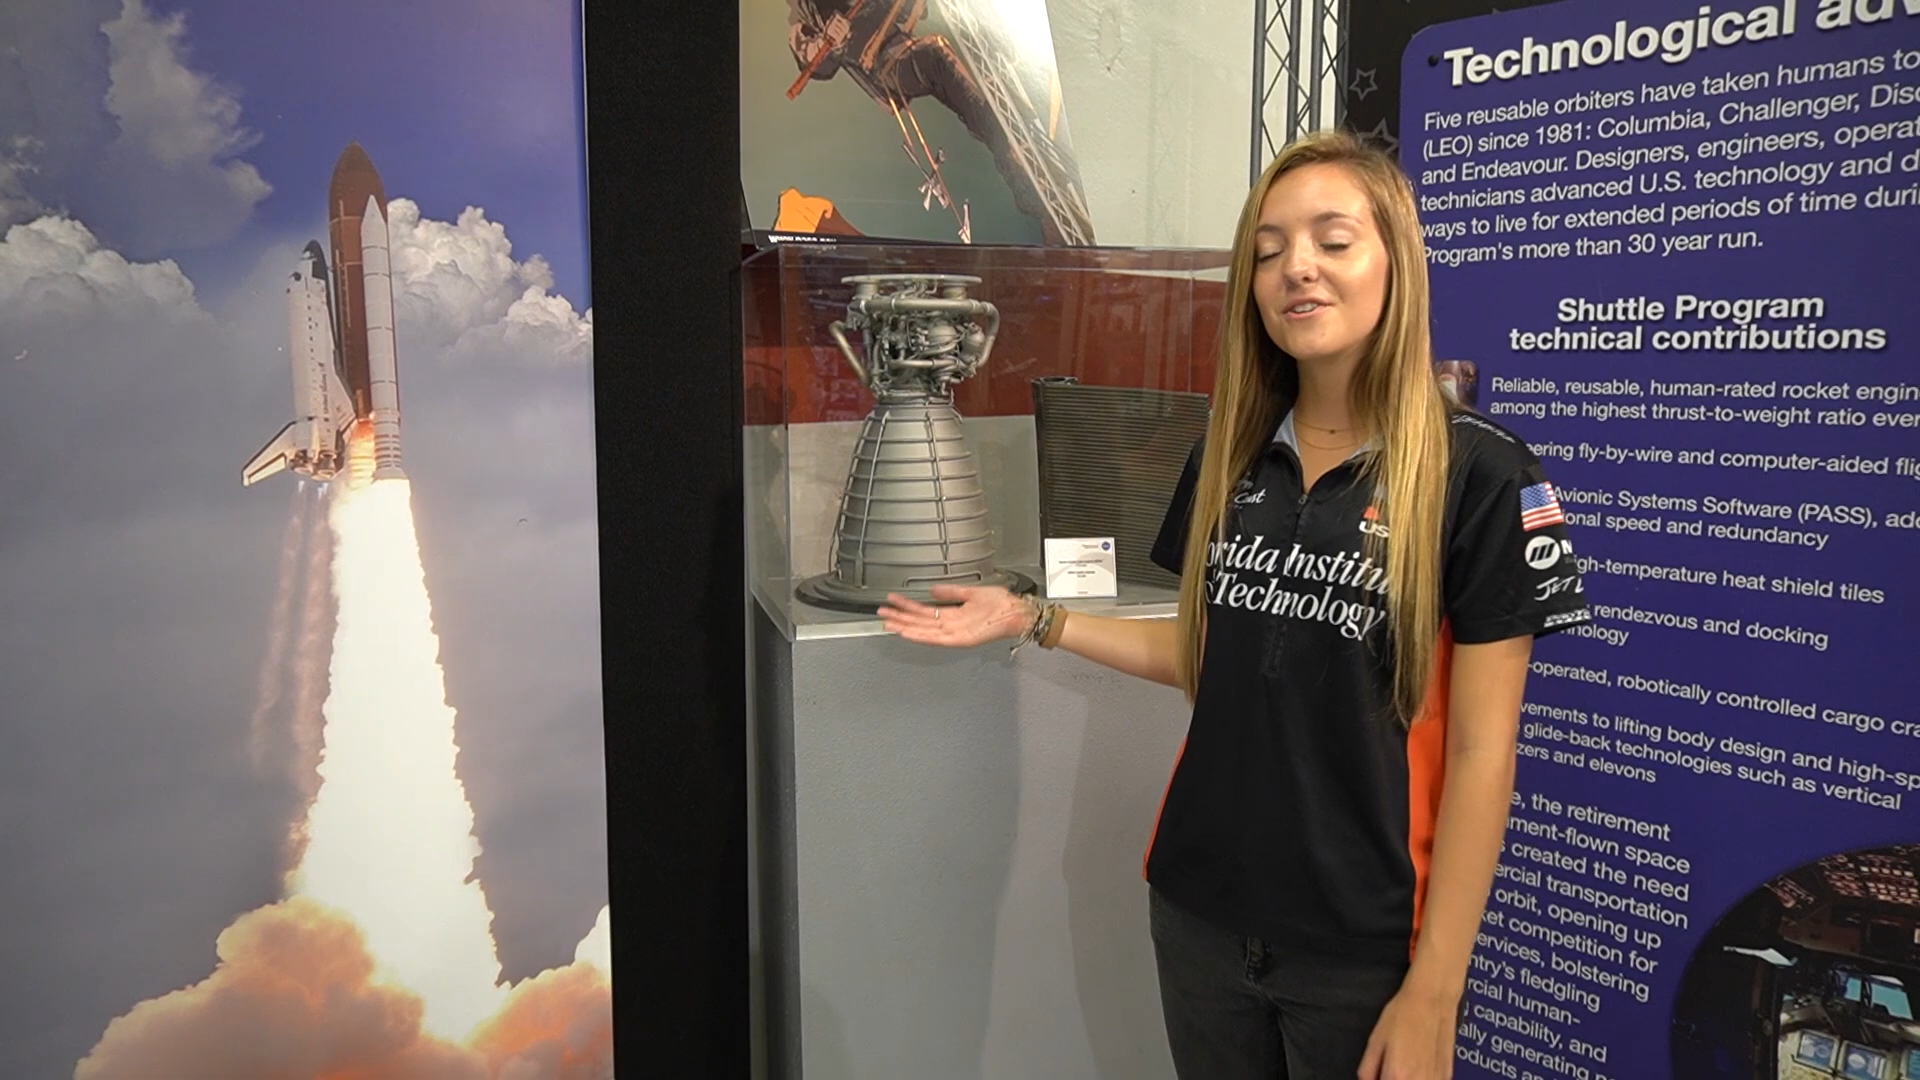 Technological adv
Five reusable orbiters have taken humans to
(LEO) since 1981: Columbia, Challenger, Disc
and Endeavour. Designers, engineers, operat
technicians advanced U.S. technology and d
ways to live for extended periods of time duri
Program's more than 30 year run.
Shuttle Program
technical contributions
Reliable, reusable, human-rated rocket engin
among the highest thrust-to-weight ratio ever
ering fly-by-wire and computer-aided flig
Avionic Systems Software (PASS), add
onal speed and redundancy
igh-temperature heat shield tiles
rendezvous and docking
nology
-operated, robotically controlled cargo cra
vements to lifting body design and high-sp
glide-back technologies such as vertical
zers and elevons
e, the retirement
nment-flown space
s created the need
ercial transportation
orbit, opening up
ket competition for
ervices, bolstering
ntry's fledgling
rcial human-
capability, and
ally generating
roducts
Coast
US
orida Institu
Technology